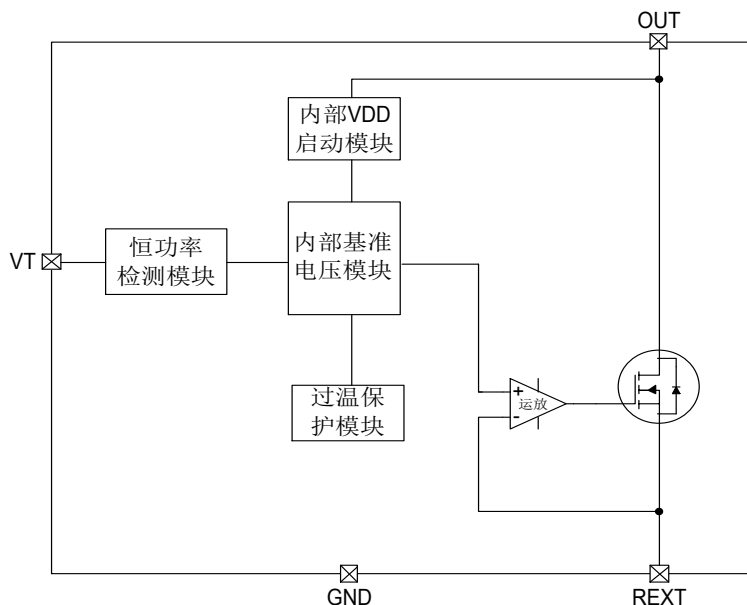 OUT
内部VDD
启动模块
VT
恒功率
检测模块
内部基准
电压模块
过温保
护模块
+
运放
-
GND
REXT